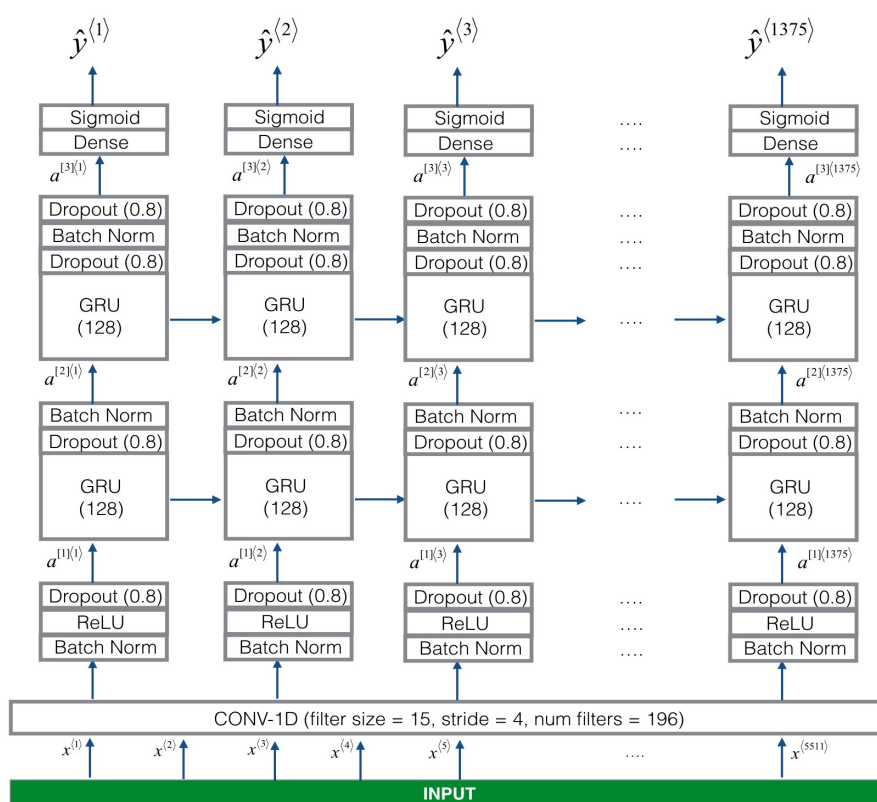 ŷ⟨1⟩ ŷ⟨2⟩ ŷ⟨3⟩ ŷ⟨1375⟩
Sigmoid Sigmoid Sigmoid .... Sigmoid
Dense Dense Dense .... Dense
a[3]⟨1⟩ a[3]⟨2⟩ a[3]⟨3⟩ a[3]⟨1375⟩
Dropout (0.8) Dropout (0.8) Dropout (0.8) .... Dropout (0.8)
Batch Norm Batch Norm Batch Norm .... Batch Norm
Dropout (0.8) Dropout (0.8) Dropout (0.8) .... Dropout (0.8)
GRU GRU GRU GRU
(128) (128) (128) .... (128)
a[2]⟨1⟩ a[2]⟨2⟩ a[2]⟨3⟩ a[2]⟨1375⟩
Batch Norm Batch Norm Batch Norm .... Batch Norm
Dropout (0.8) Dropout (0.8) Dropout (0.8) .... Dropout (0.8)
GRU GRU GRU GRU
(128) (128) (128) .... (128)
a[1]⟨1⟩ a[1]⟨2⟩ a[1]⟨3⟩ a[1]⟨1375⟩
Dropout (0.8) Dropout (0.8) Dropout (0.8) .... Dropout (0.8)
ReLU ReLU ReLU .... ReLU
Batch Norm Batch Norm Batch Norm .... Batch Norm
CONV-1D (filter size = 15, stride = 4, num filters = 196)
x⟨1⟩ x⟨2⟩ x⟨3⟩ x⟨4⟩ x⟨5⟩ .... x⟨5511⟩
INPUT